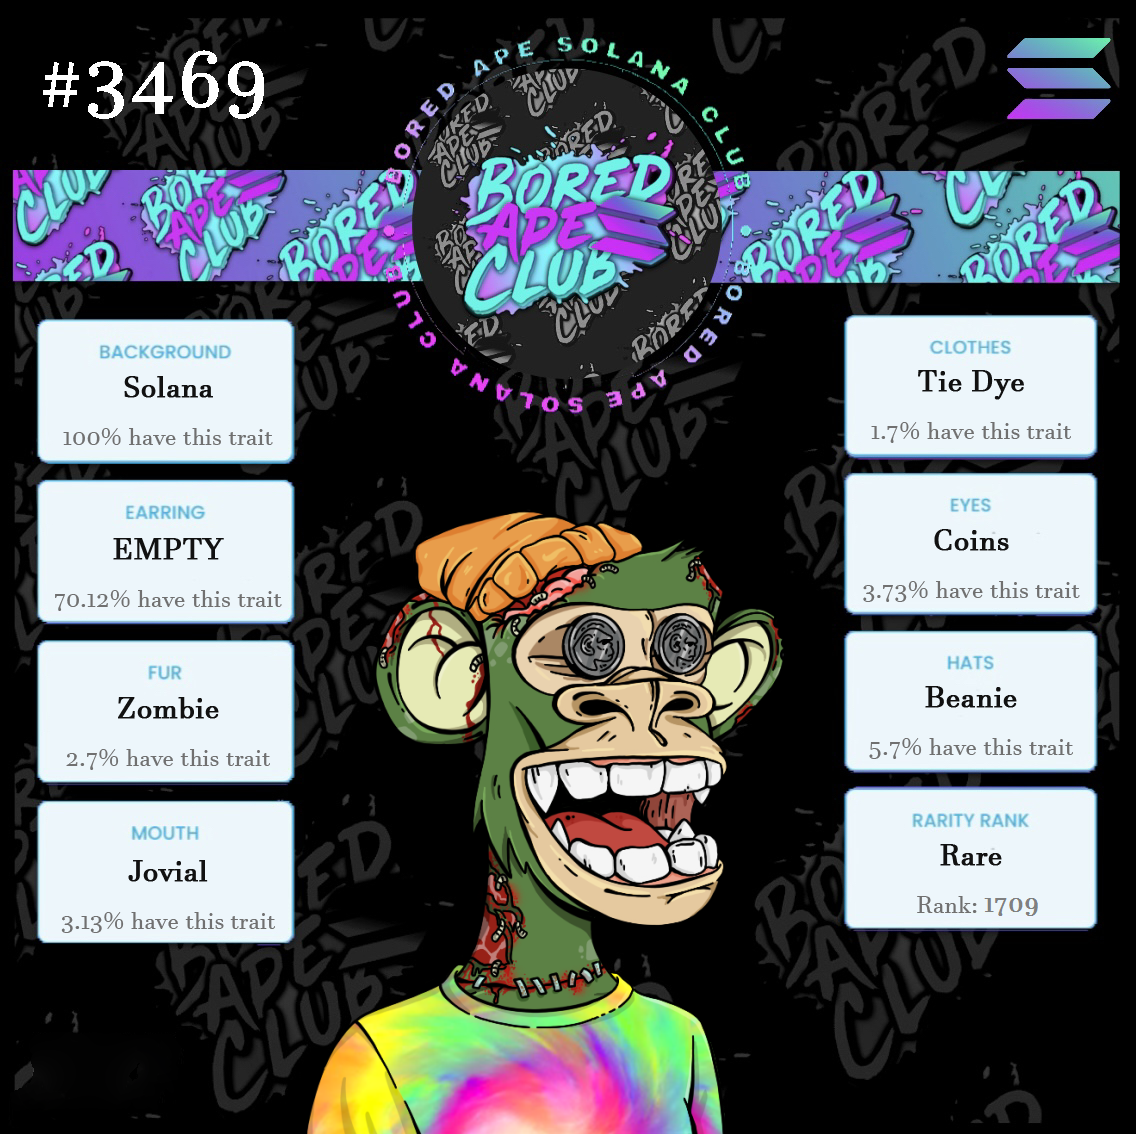 #3469
BORED APE SOLANA CLUB
BORED APE SOLANA CLUB
BORED
APE
CLUB
BACKGROUND
Solana
100% have this trait
EARRING
EMPTY
70.12% have this trait
FUR
Zombie
2.7% have this trait
MOUTH
Jovial
3.13% have this trait
CLOTHES
Tie Dye
1.7% have this trait
EYES
Coins
3.73% have this trait
HATS
Beanie
5.7% have this trait
RARITY RANK
Rare
Rank: 1709